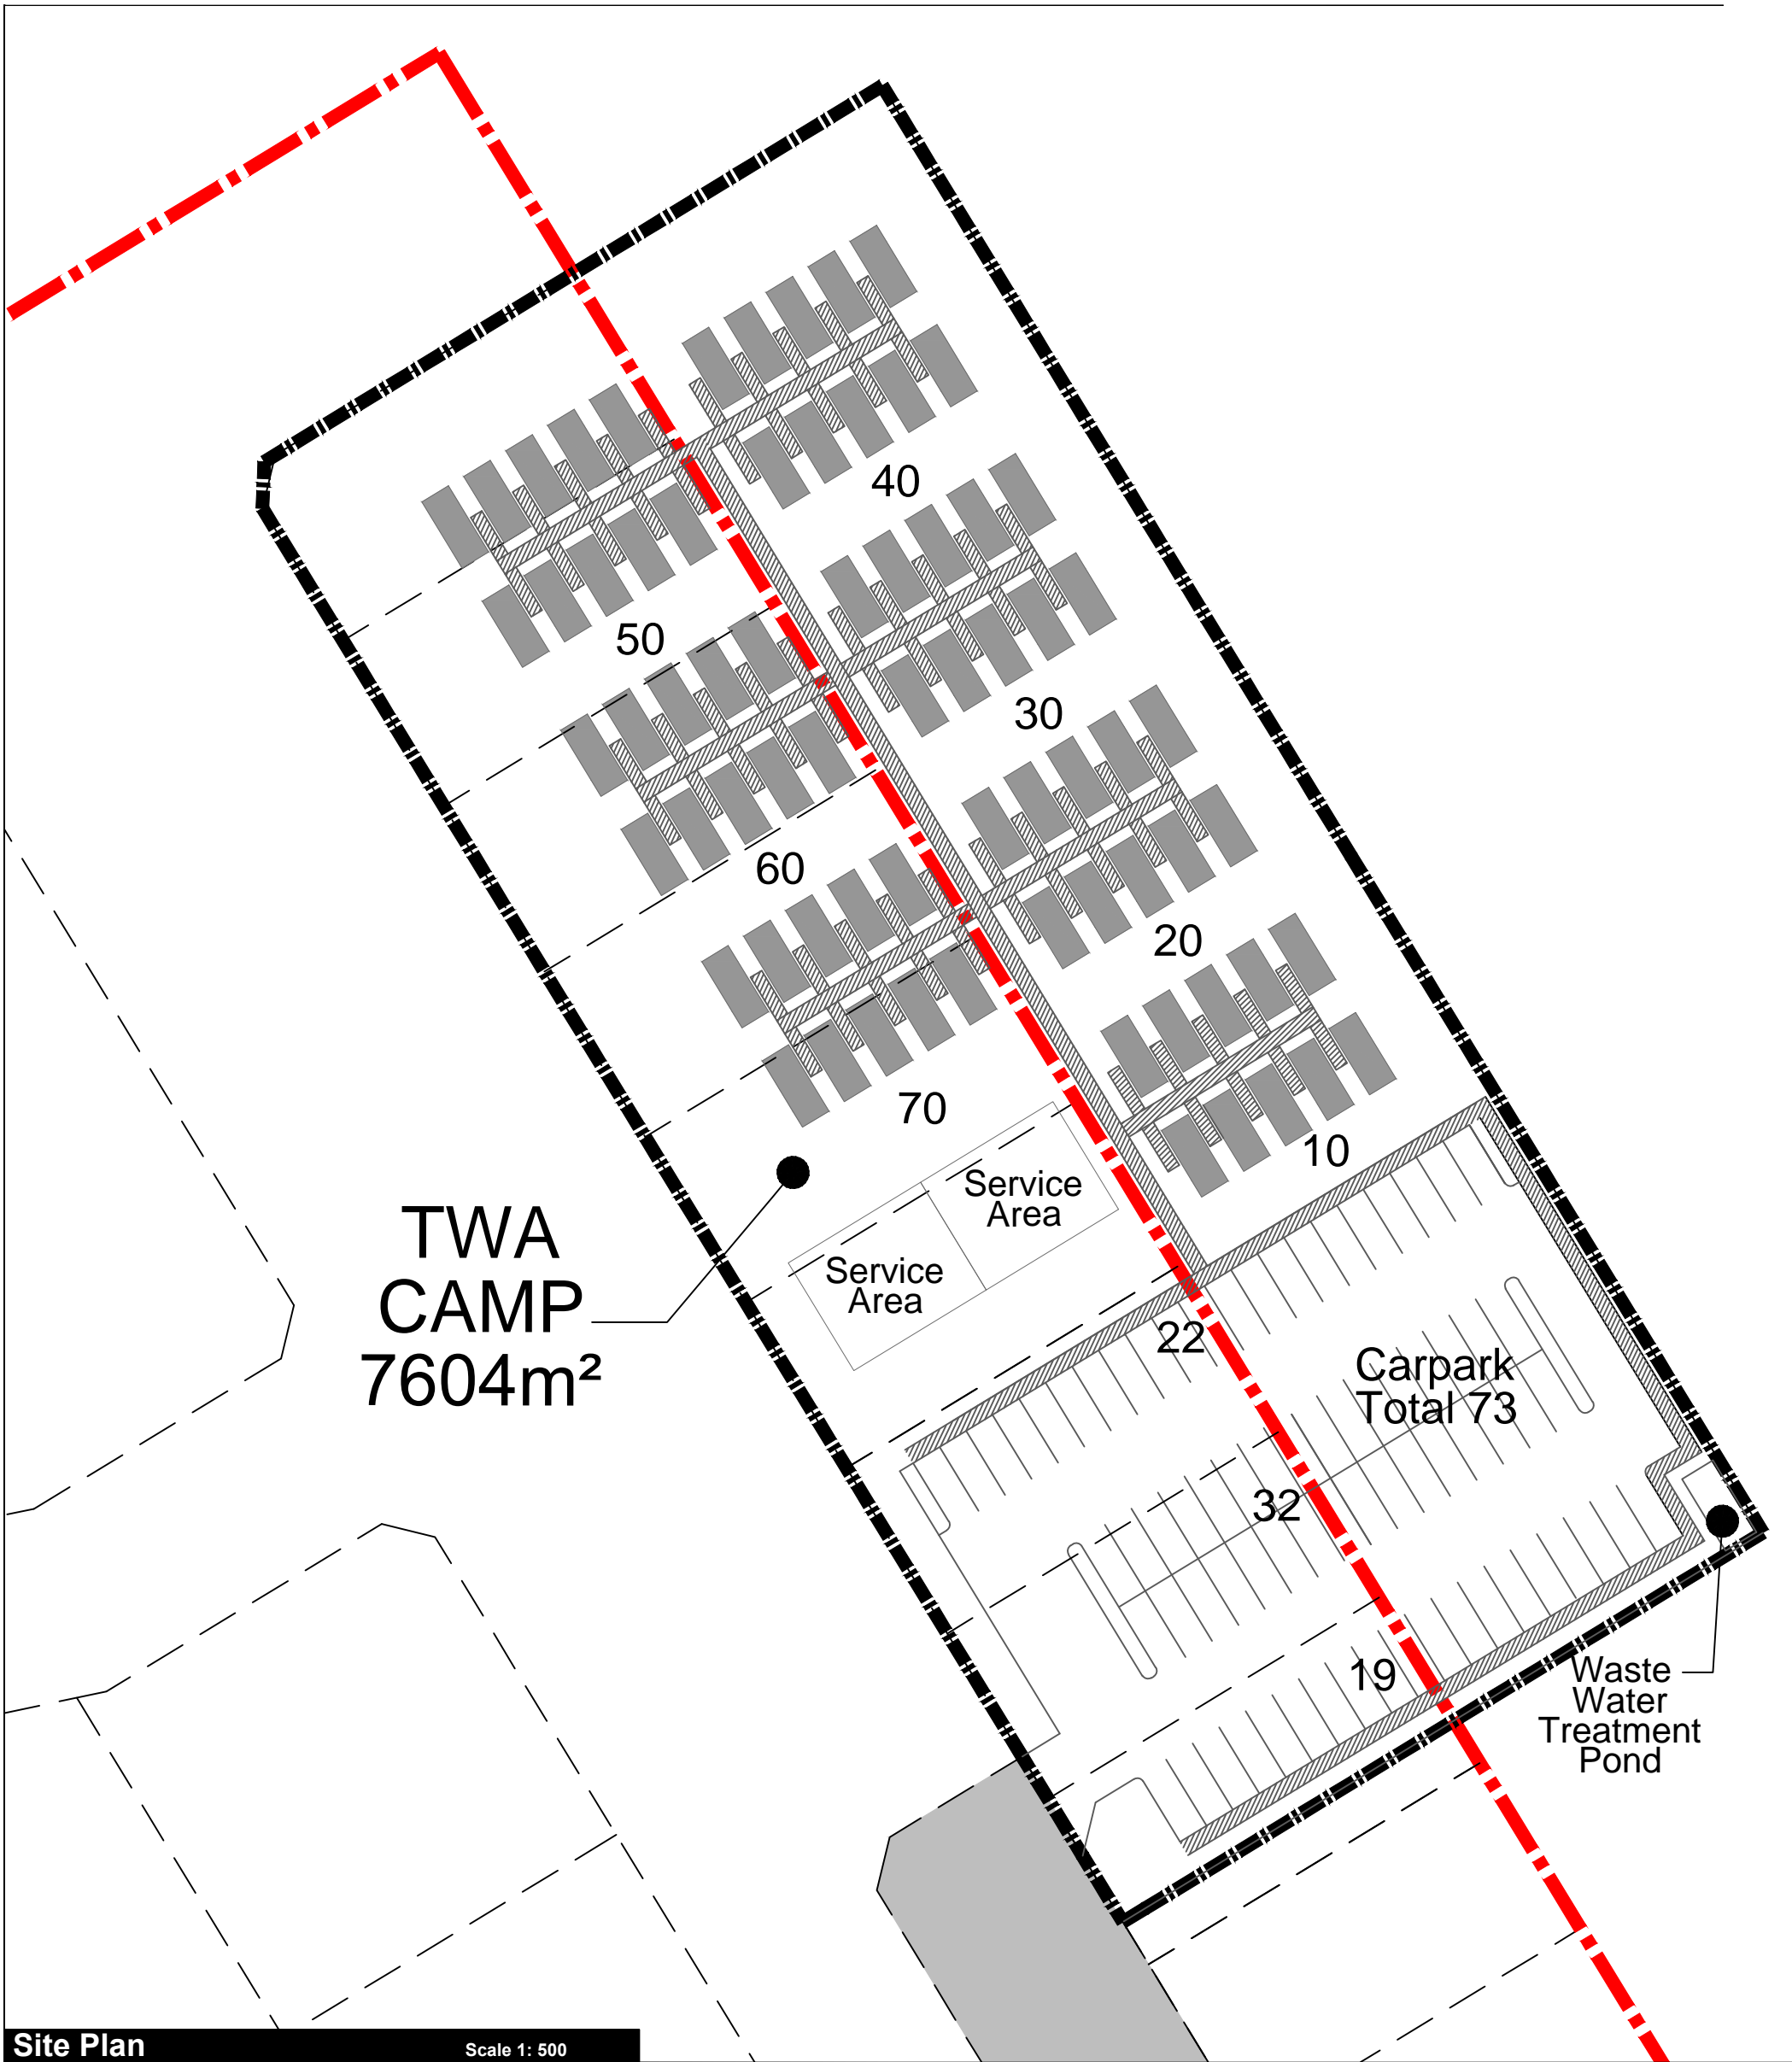 40
50
30
60
20
70
10
Service
Area
Service
Area
TWA
CAMP
7604m²
22
Carpark
Total 73
32
19
Waste
Water
Treatment
Pond
Site Plan
Scale 1: 500